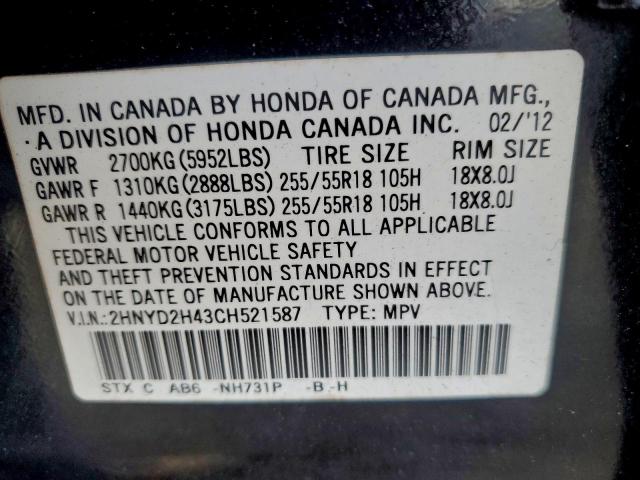 MFD. IN CANADA BY HONDA OF CANADA MFG.,
A DIVISION OF HONDA CANADA INC. 02/'12
GVWR 2700KG(5952LBS) TIRE SIZE RIM SIZE
GAWR F 1310KG(2888LBS) 255/55R18 105H 18X8.0J
GAWR R 1440KG(3175LBS) 255/55R18 105H 18X8.0J
THIS VEHICLE CONFORMS TO ALL APPLICABLE
FEDERAL MOTOR VEHICLE SAFETY
AND THEFT PREVENTION STANDARDS IN EFFECT
ON THE DATE OF MANUFACTURE SHOWN ABOVE.
V.I.N.:2HNYD2H43CH521587 TYPE: MPV
STX C AB6 -NH731P -B -H